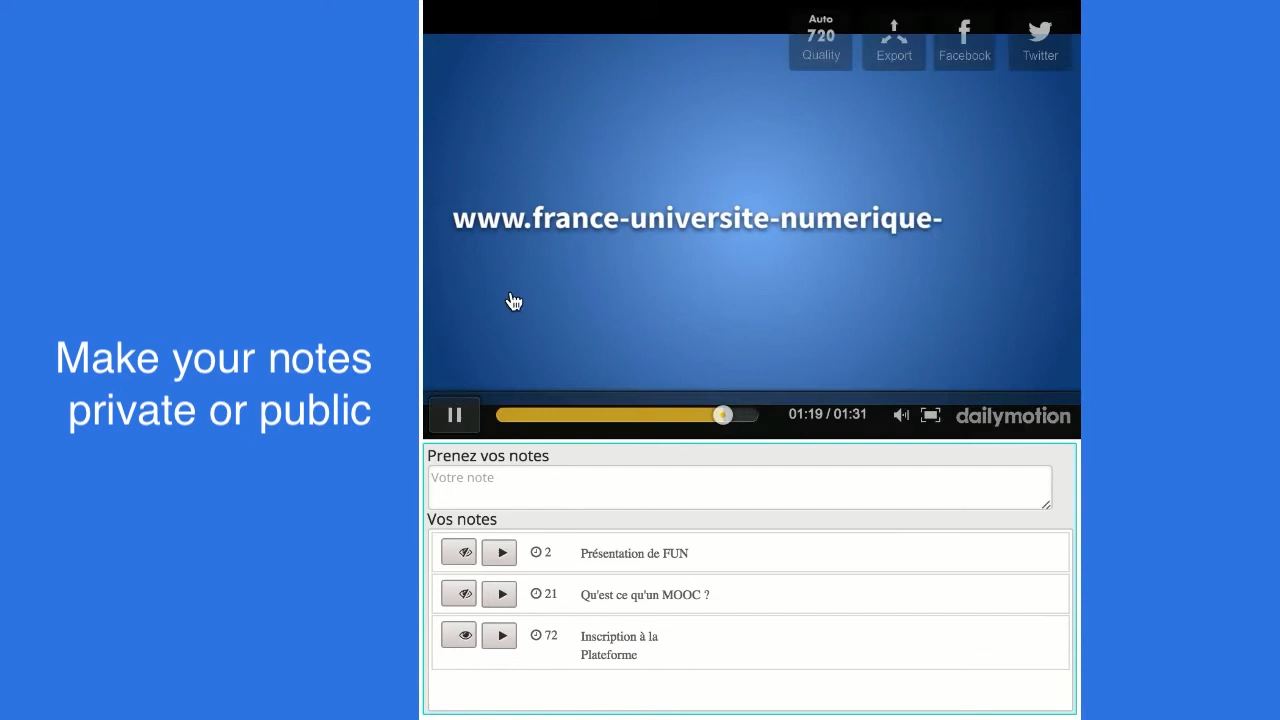 Make your notes
private or public
Auto
720
Quality
Export
Facebook
Twitter
www.france-universite-numerique-
01:19 / 01:31
dailymotion
Prenez vos notes
Votre note
Vos notes
2 Présentation de FUN
21 Qu'est ce qu'un MOOC ?
72 Inscription à la
Plateforme